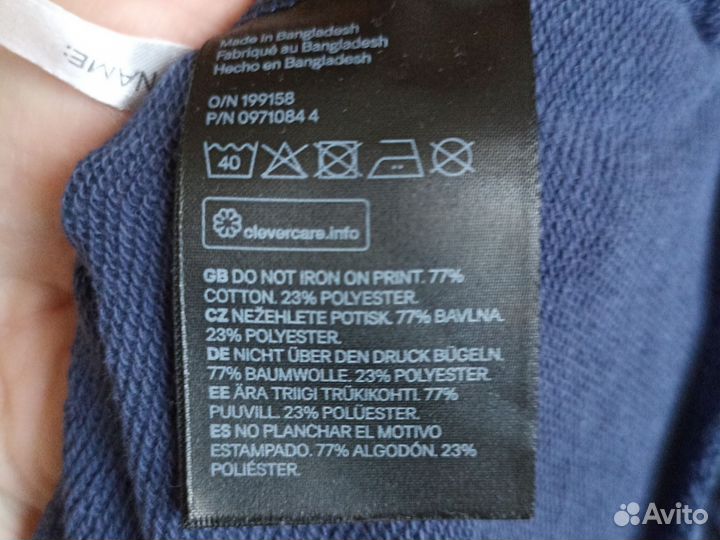 NAME:
Made in Bangladesh
Fabriqué au Bangladesh
Hecho en Bangladesh
O/N 199158
P/N 0971084 4
40
clevercare.info
GB DO NOT IRON ON PRINT. 77%
COTTON. 23% POLYESTER.
CZ NEŽEHLETE POTISK. 77% BAVLNA.
23% POLYESTER.
DE NICHT ÜBER DEN DRUCK BÜGELN.
77% BAUMWOLLE. 23% POLYESTER.
EE ÄRA TRIIGI TRÜKIKOHTI. 77%
PUUVILL. 23% POLÜESTER.
ES NO PLANCHAR EL MOTIVO
ESTAMPADO. 77% ALGODÓN. 23%
POLIÉSTER.
Avito